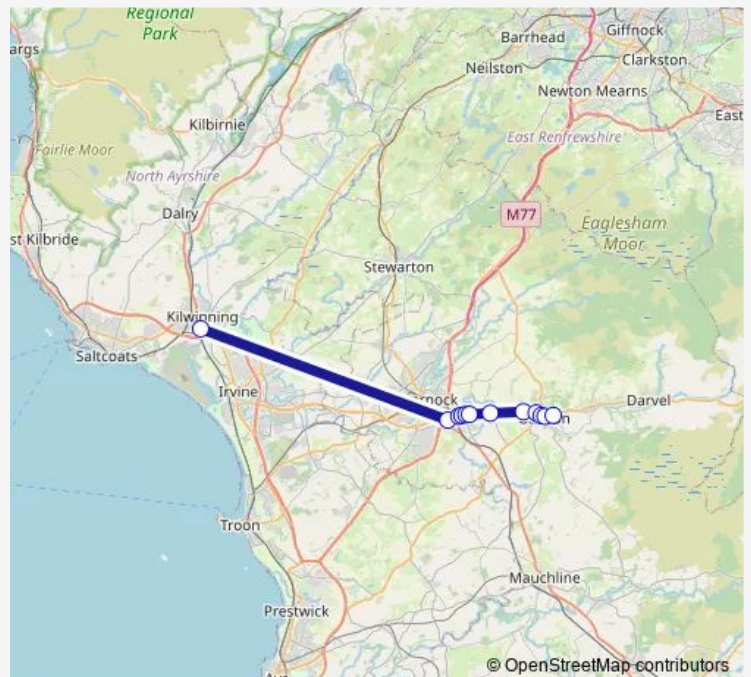 Regional
Park
args
Barrhead
Giffnock
Neilston
Clarkston
Newton Mearns
East
Kilbirnie
East Renfrewshire
Fairlie Moor
North Ayrshire
M77
Dalry
Eaglesham
Moor
st Kilbride
Stewarton
Kilwinning
Saltcoats
Irvine
rnock
Darvel
n
Troon
Mauchline
Prestwick
© OpenStreetMap contributors